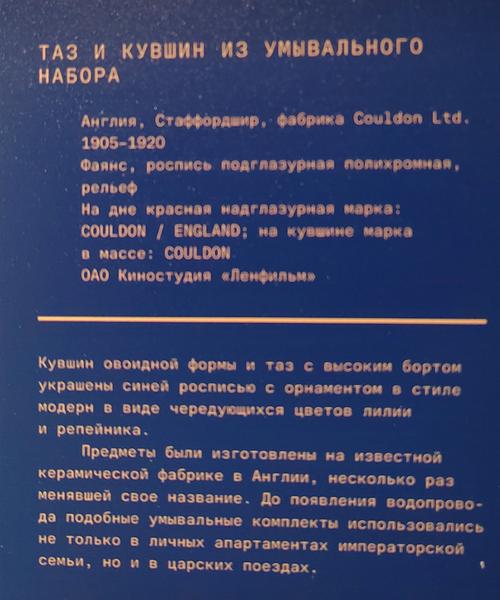 ТАЗ И КУВШИН ИЗ УМЫВАЛЬНОГО
НАБОРА
Англия, Стаффордшир, фабрика Couldon Ltd.
1905–1920
Фаянс, роспись подглазурная полихромная,
рельеф
На дне красная надглазурная марка:
COULDON / ENGLAND; на кувшине марка
в массе: COULDON
ОАО Киностудия «Ленфильм»
Кувшин овоидной формы и таз с высоким бортом
украшены синей росписью с орнаментом в стиле
модерн в виде чередующихся цветов лилии
и репейника.
Предметы были изготовлены на известной
керамической фабрике в Англии, несколько раз
менявшей свое название. До появления водопрово-
да подобные умывальные комплекты использовались
не только в личных апартаментах императорской
семьи, но и в царских поездах.